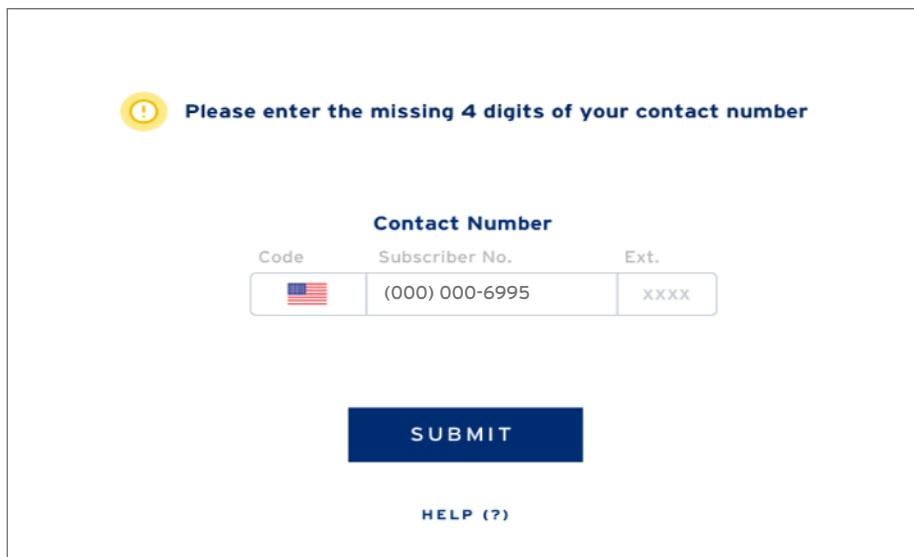 Please enter the missing 4 digits of your contact number
Contact Number
Code Subscriber No. Ext.
(000) 000-6995 xxxx
SUBMIT
HELP (?)